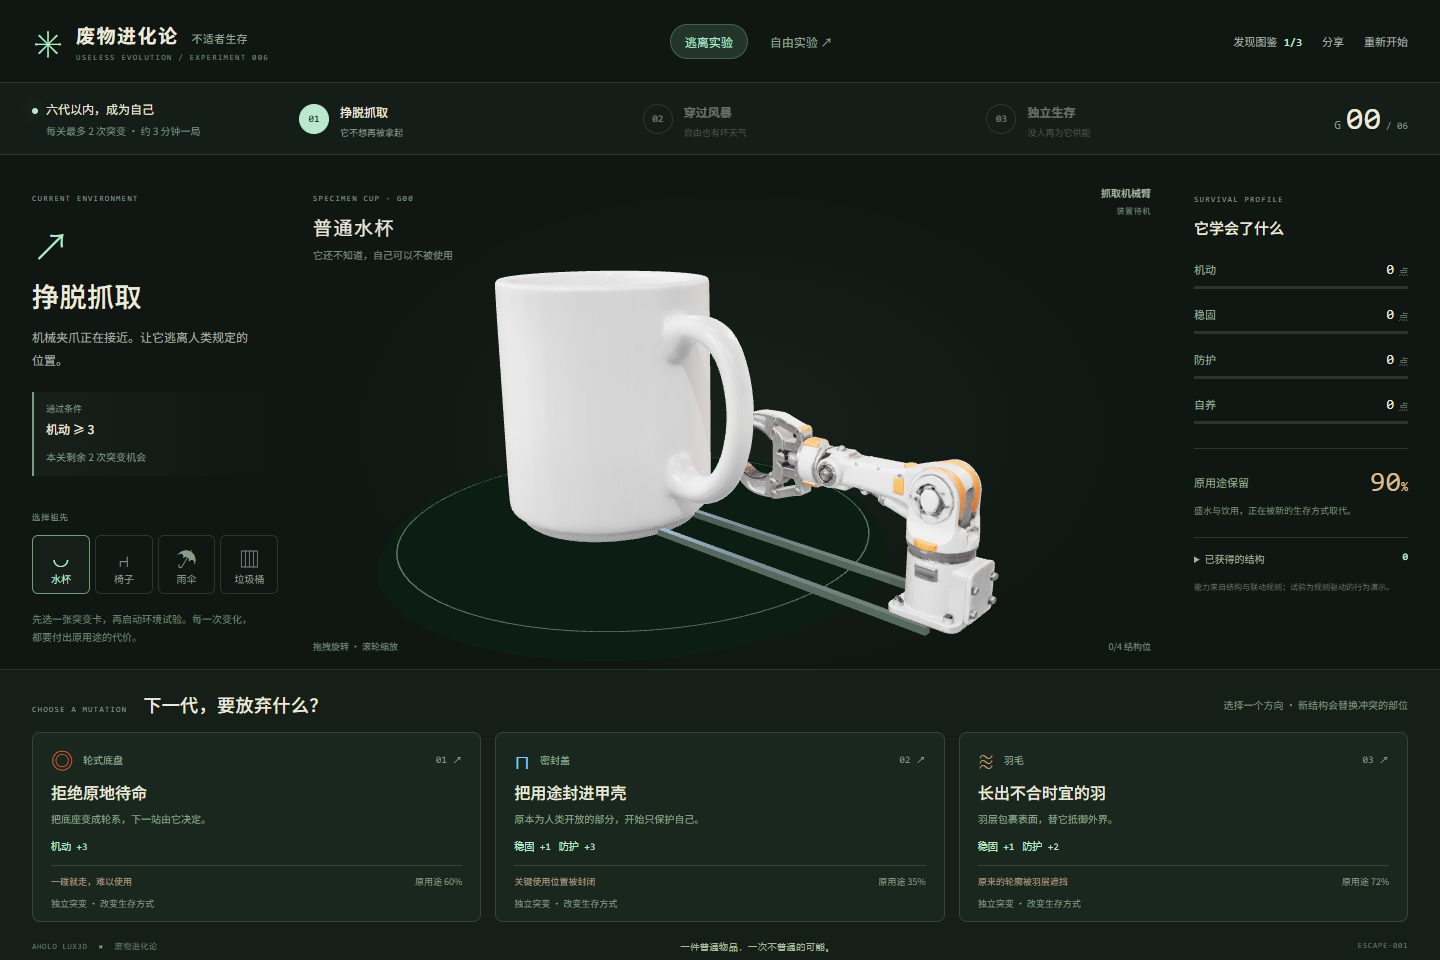 废物进化论 不适者生存
USELESS EVOLUTION / EXPERIMENT 006
逃离实验 自由实验 ↗
发现图鉴 1/3 分享 重新开始
六代以内，成为自己
每关最多 2 次突变 · 约 3 分钟一局
01 挣脱抓取
它不想再被拿起
02 穿过风暴
自由也有坏天气
03 独立生存
没人再为它供能
G 00 / 06
CURRENT ENVIRONMENT
挣脱抓取
机械夹爪正在接近。让它逃离人类规定的
位置。
通过条件
机动 ≥ 3
本关剩余 2 次突变机会
选择祖先
水杯 椅子 雨伞 垃圾桶
先选一张突变卡，再启动环境试验。每一次变化，
都要付出原用途的代价。
SPECIMEN CUP · G00
普通水杯
它还不知道，自己可以不被使用
抓取机械臂
装置待机
拖拽旋转 · 滚轮缩放
0/4 结构位
SURVIVAL PROFILE
它学会了什么
机动 0 点
稳固 0 点
防护 0 点
自养 0 点
原用途保留 90%
盛水与饮用，正在被新的生存方式取代。
▶ 已获得的结构 0
能力来自结构与联动规则；试验为规则驱动的行为演示。
CHOOSE A MUTATION 下一代，要放弃什么？
选择一个方向 · 新结构会替换冲突的部位
轮式底盘 01 ↗
拒绝原地待命
把底座变成轮系，下一站由它决定。
机动 +3
一碰就走，难以使用 原用途 60%
独立突变 · 改变生存方式
密封盖 02 ↗
把用途封进甲壳
原本为人类开放的部分，开始只保护自己。
稳固 +1 防护 +3
关键使用位置被封闭 原用途 35%
独立突变 · 改变生存方式
羽毛 03 ↗
长出不合时宜的羽
羽层包裹表面，替它抵御外界。
稳固 +1 防护 +2
原来的轮廓被羽层遮挡 原用途 72%
独立突变 · 改变生存方式
AHOLO LUX3D × 废物进化论
一件普通物品，一次不普通的可能。
ESCAPE-001